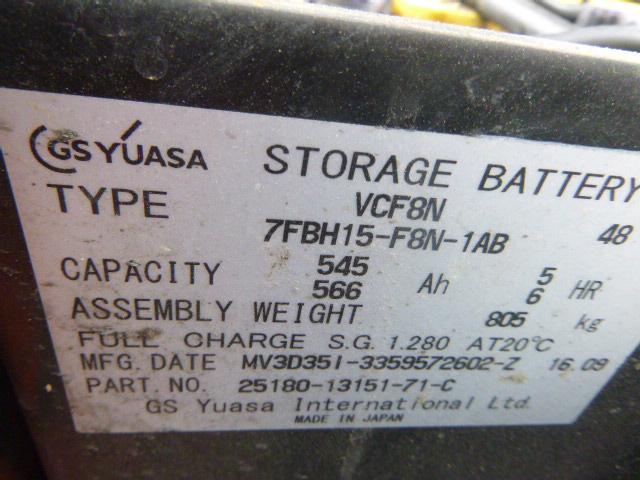 GS YUASA STORAGE BATTERY
TYPE VCF8N 48
7FBH15-F8N-1AB
CAPACITY 545 Ah 5 HR
566 6
ASSEMBLY WEIGHT 805 kg
FULL CHARGE S.G. 1.280 AT20℃
MFG. DATE MV3D35I-3359572602-Z 16.09
PART. NO. 25180-13151-71-C
GS Yuasa International Ltd.
MADE IN JAPAN